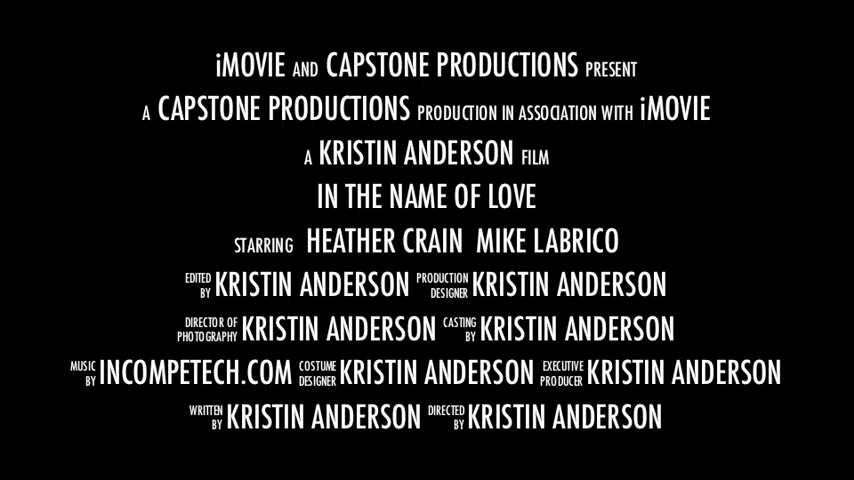 iMOVIE AND CAPSTONE PRODUCTIONS PRESENT
A CAPSTONE PRODUCTIONS PRODUCTION IN ASSOCIATION WITH iMOVIE
A KRISTIN ANDERSON FILM
IN THE NAME OF LOVE
STARRING HEATHER CRAIN MIKE LABRICO
EDITED BY KRISTIN ANDERSON PRODUCTION DESIGNER KRISTIN ANDERSON
DIRECTOR OF PHOTOGRAPHY KRISTIN ANDERSON CASTING BY KRISTIN ANDERSON
MUSIC BY INCOMPETECH.COM COSTUME DESIGNER KRISTIN ANDERSON EXECUTIVE PRODUCER KRISTIN ANDERSON
WRITTEN BY KRISTIN ANDERSON DIRECTED BY KRISTIN ANDERSON